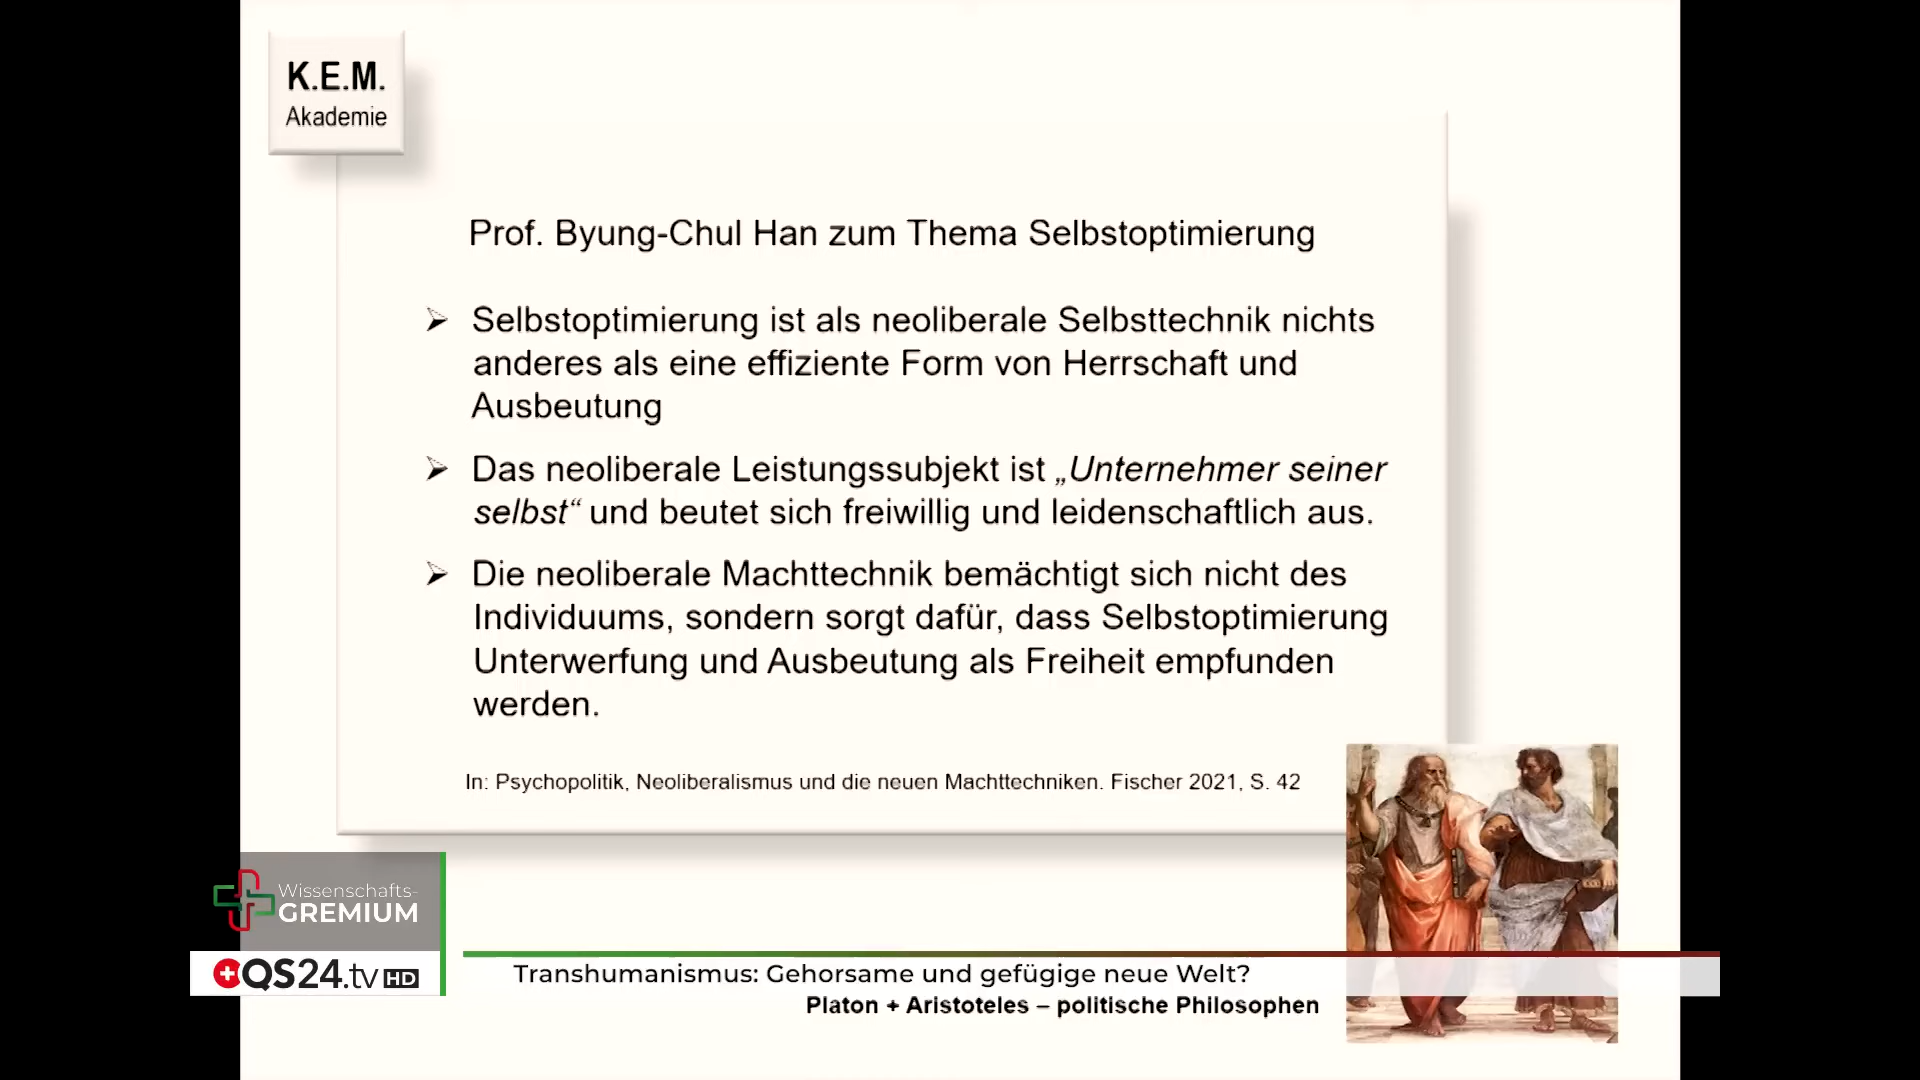 K.E.M.
Akademie
Prof. Byung-Chul Han zum Thema Selbstoptimierung
➢ Selbstoptimierung ist als neoliberale Selbsttechnik nichts
anderes als eine effiziente Form von Herrschaft und
Ausbeutung
➢ Das neoliberale Leistungssubjekt ist „Unternehmer seiner
selbst“ und beutet sich freiwillig und leidenschaftlich aus.
➢ Die neoliberale Machttechnik bemächtigt sich nicht des
Individuums, sondern sorgt dafür, dass Selbstoptimierung
Unterwerfung und Ausbeutung als Freiheit empfunden
werden.
In: Psychopolitik, Neoliberalismus und die neuen Machttechniken. Fischer 2021, S. 42
Wissenschafts-
GREMIUM
QS24.tv HD
Transhumanismus: Gehorsame und gefügige neue Welt?
Platon + Aristoteles – politische Philosophen